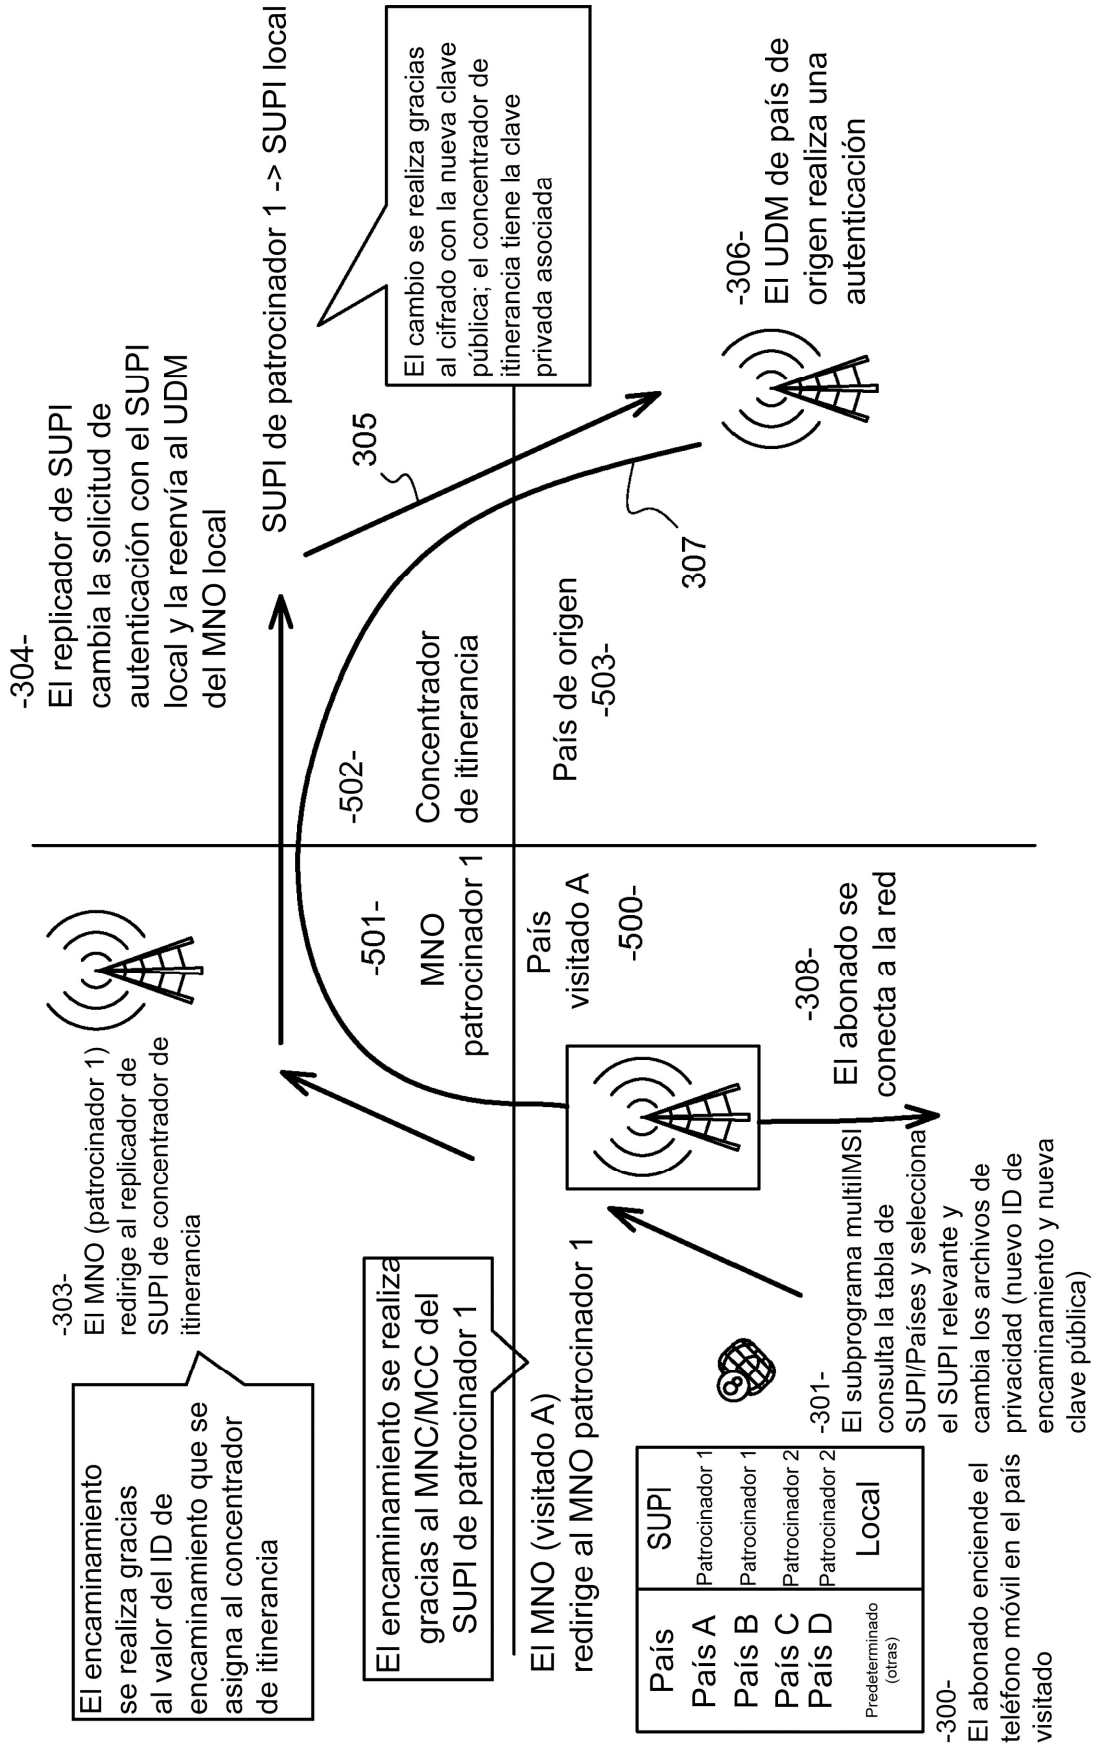 -304-
El replicador de SUPI
cambia la solicitud de
autenticación con el SUPI
local y la reenvía al UDM
del MNO local
SUPI de patrocinador 1 -> SUPI local
El cambio se realiza gracias
al cifrado con la nueva clave
pública; el concentrador de
itinerancia tiene la clave
privada asociada
305
-306-
El UDM de país de
origen realiza una
autenticación
307
-303-
El MNO (patrocinador 1)
redirige al replicador de
SUPI de concentrador de
itinerancia
El encaminamiento
se realiza gracias
al valor del ID de
encaminamiento que se
asigna al concentrador
de itinerancia
-501-
MNO
patrocinador 1
-502-
Concentrador
de itinerancia
País
visitado A
-500-
País de origen
-503-
El encamiento se realiza
gracias al MNC/MCC del
SUPI de patrocinador 1
El MNO (visitado A)
redirige al MNO patrocinador 1
-308-
El abonado se
conecta a la red
País SUPI
País A Patrocinador 1
País B Patrocinador 1
País C Patrocinador 2
País D Patrocinador 2
Predeterminado
(otras)
Local
-301-
El subprograma multiIMSI
consulta la tabla de
SUPI/Países y selecciona
el SUPI relevante y
cambia los archivos de
privacidad (nuevo ID de
encaminamiento y nueva
clave pública)
-300-
El abonado enciende el
teléfono móvil en el país
visitado